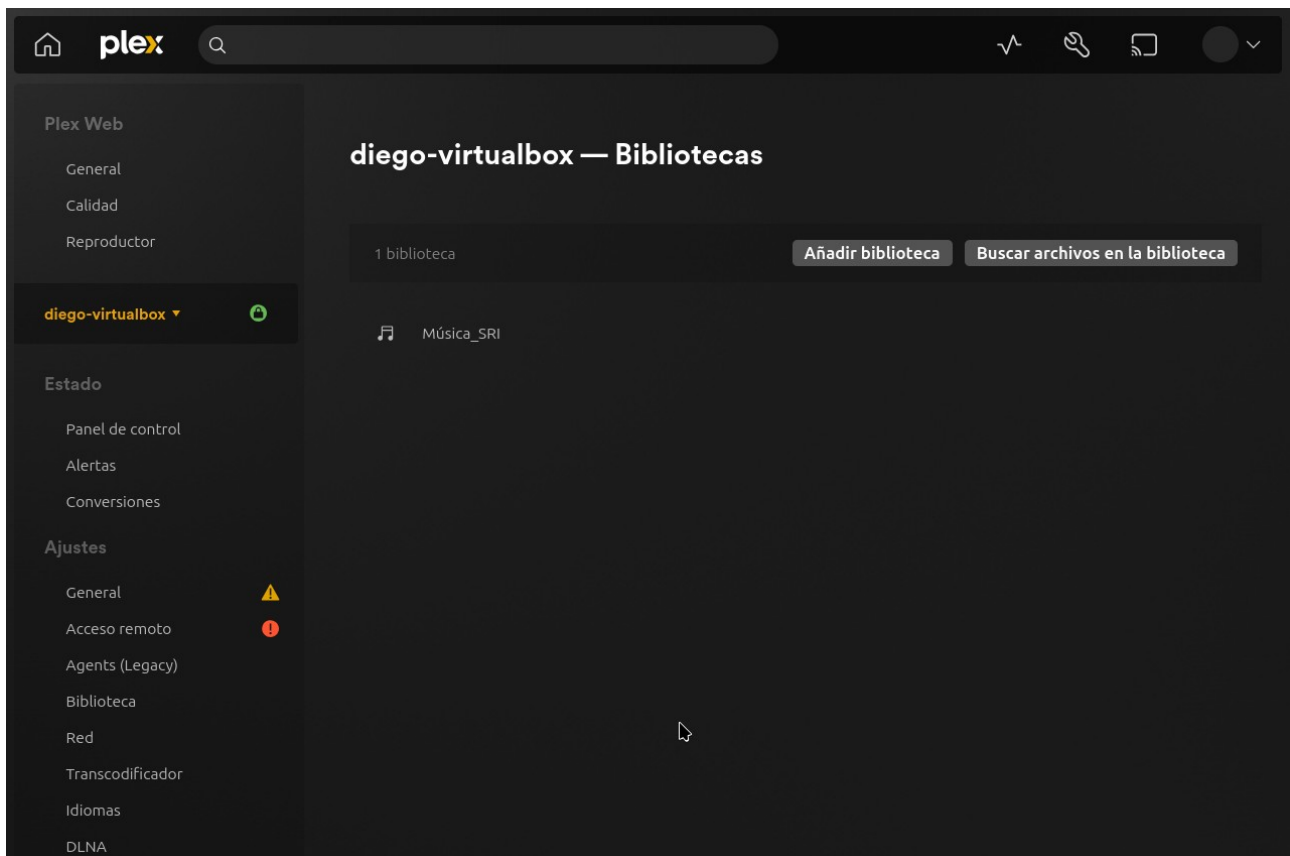 plex
Plex Web
General
Calidad
Reproductor
diego-virtualbox
Estado
Panel de control
Alertas
Conversiones
Ajustes
General
Acceso remoto
Agents (Legacy)
Biblioteca
Red
Transcodificador
Idiomas
DLNA
diego-virtualbox — Bibliotecas
1 biblioteca Añadir biblioteca Buscar archivos en la biblioteca
Música_SRI